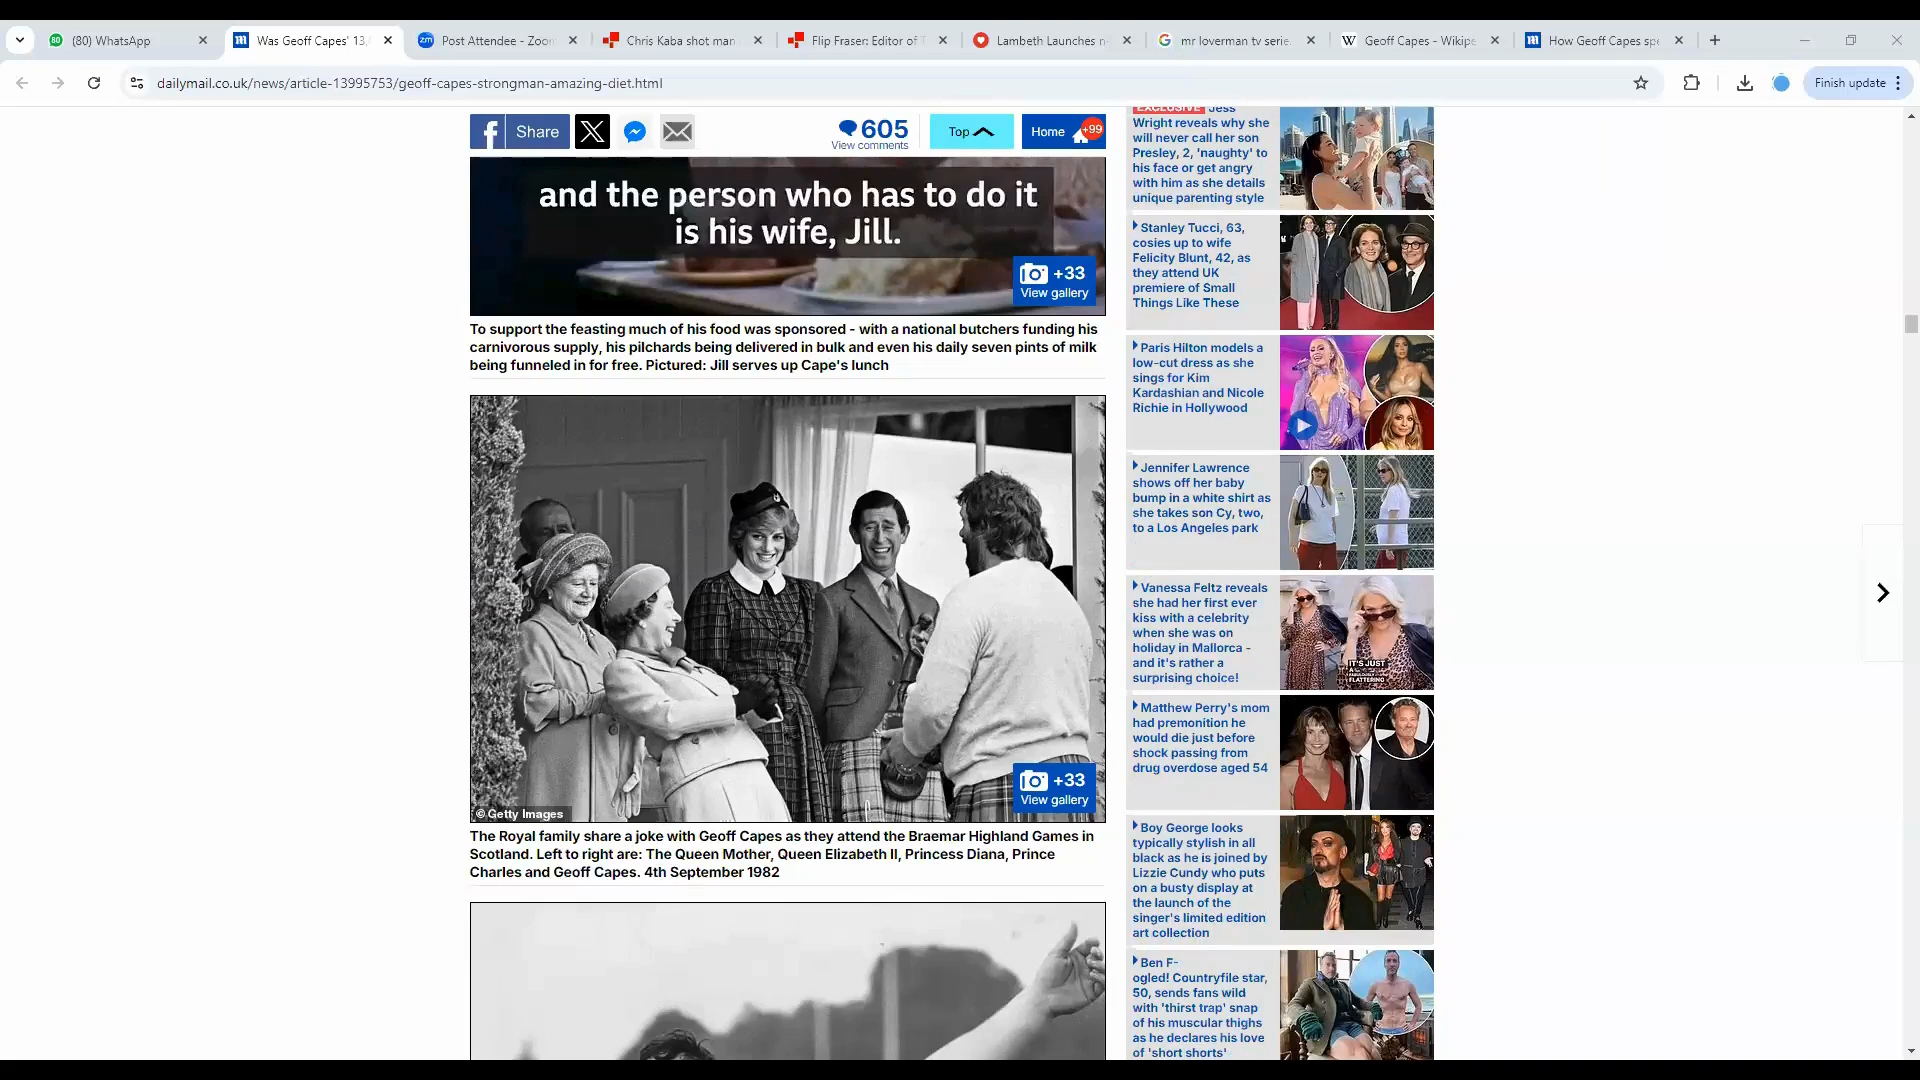 (80) WhatsApp
Was Geoff Capes' 13,
Post Attendee - Zoom
Chris Kaba shot man
Flip Fraser: Editor of T
Lambeth Launches n
mr loverman tv serie
Geoff Capes - Wikipe
How Geoff Capes spe
dailymail.co.uk/news/article-13995753/geoff-capes-strongman-amazing-diet.html
Finish update
Share
605
View comments
Top
Home
+99
and the person who has to do it
is his wife, Jill.
+33
View gallery
To support the feasting much of his food was sponsored - with a national butchers funding his
carnivorous supply, his pilchards being delivered in bulk and even his daily seven pints of milk
being funneled in for free. Pictured: Jill serves up Cape's lunch
+33
View gallery
© Getty Images
The Royal family share a joke with Geoff Capes as they attend the Braemar Highland Games in
Scotland. Left to right are: The Queen Mother, Queen Elizabeth II, Princess Diana, Prince
Charles and Geoff Capes. 4th September 1982
EXCLUSIVE Jess
Wright reveals why she
will never call her son
Presley, 2, 'naughty' to
his face or get angry
with him as she details
unique parenting style
Stanley Tucci, 63,
cosies up to wife
Felicity Blunt, 42, as
they attend UK
premiere of Small
Things Like These
Paris Hilton models a
low-cut dress as she
sings for Kim
Kardashian and Nicole
Richie in Hollywood
Jennifer Lawrence
shows off her baby
bump in a white shirt as
she takes son Cy, two,
to a Los Angeles park
Vanessa Feltz reveals
she had her first ever
kiss with a celebrity
when she was on
holiday in Mallorca -
and it's rather a
surprising choice!
IT'S JUST
FLATTERING
Matthew Perry's mom
had premonition he
would die just before
shock passing from
drug overdose aged 54
Boy George looks
typically stylish in all
black as he is joined by
Lizzie Cundy who puts
on a busty display at
the launch of the
singer's limited edition
art collection
Ben F-
ogled! Countryfile star,
50, sends fans wild
with 'thirst trap' snap
of his muscular thighs
as he declares his love
of 'short shorts'